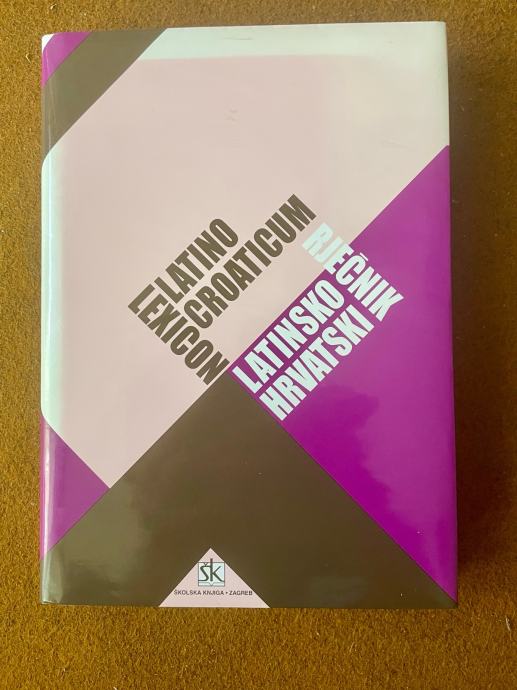 LEXICON
LATINO
CROATICUM
RJEČNIK
LATINSKO
HRVATSKI
ŠK
ŠKOLSKA KNJIGA • ZAGREB